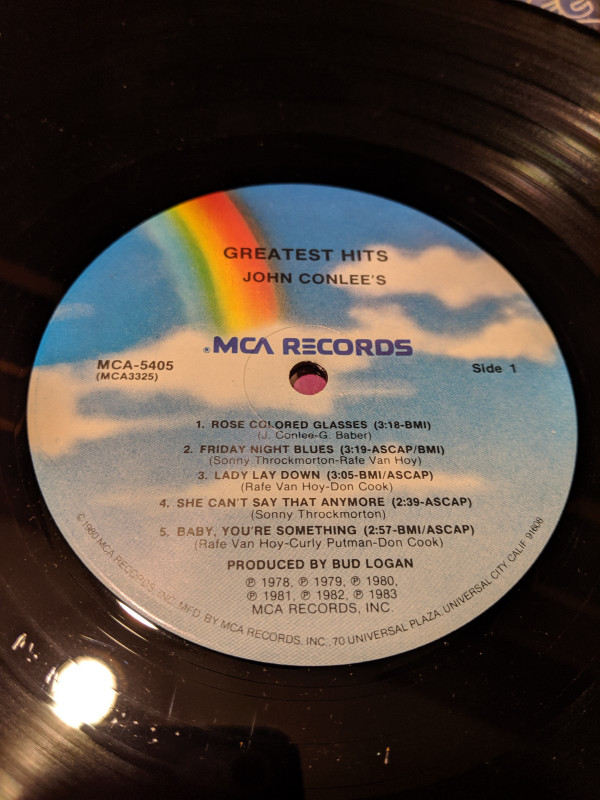 GREATEST HITS
JOHN CONLEE'S
®MCA RECORDS
MCA-5405
(MCA3325)
Side 1
1. ROSE COLORED GLASSES (3:18-BMI)
(J. Conlee-G. Baber)
2. FRIDAY NIGHT BLUES (3:19-ASCAP/BMI)
(Sonny Throckmorton-Rafe Van Hoy)
3. LADY LAY DOWN (3:05-BMI/ASCAP)
(Rafe Van Hoy-Don Cook)
4. SHE CAN'T SAY THAT ANYMORE (2:39-ASCAP)
(Sonny Throckmorton)
5. BABY, YOU'RE SOMETHING (2:57-BMI/ASCAP)
(Rafe Van Hoy-Curly Putman-Don Cook)
PRODUCED BY BUD LOGAN
℗ 1978, ℗ 1979, ℗ 1980,
℗ 1981, ℗ 1982, ℗ 1983
MCA RECORDS, INC.
©1980 MCA RECORDS, INC. MFD. BY MCA RECORDS, INC., 70 UNIVERSAL PLAZA, UNIVERSAL CITY, CALIF. 91608